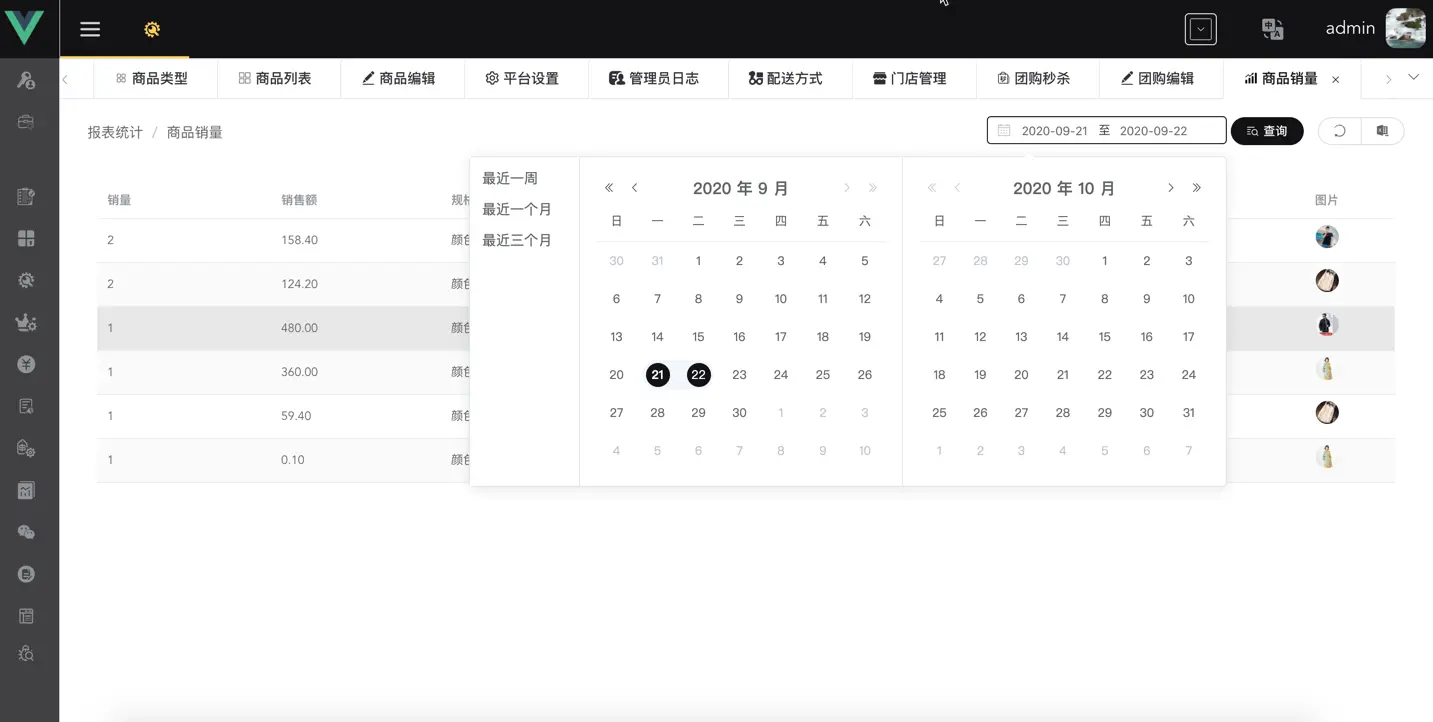 admin
商品类型 商品列表 商品编辑 平台设置 管理员日志 配送方式 门店管理 团购秒杀 团购编辑 商品销量 ×
报表统计 / 商品销量
2020-09-21 至 2020-09-22 查询
最近一周
最近一个月
最近三个月
2020 年 9 月
日 一 二 三 四 五 六
30 31 1 2 3 4 5
6 7 8 9 10 11 12
13 14 15 16 17 18 19
20 21 22 23 24 25 26
27 28 29 30 1 2 3
4 5 6 7 8 9 10
2020 年 10 月
日 一 二 三 四 五 六
27 28 29 30 1 2 3
4 5 6 7 8 9 10
11 12 13 14 15 16 17
18 19 20 21 22 23 24
25 26 27 28 29 30 31
1 2 3 4 5 6 7
销量 销售额 规格 图片
2 158.40 颜色
2 124.20 颜色
1 480.00 颜色
1 360.00 颜色
1 59.40 颜色
1 0.10 颜色